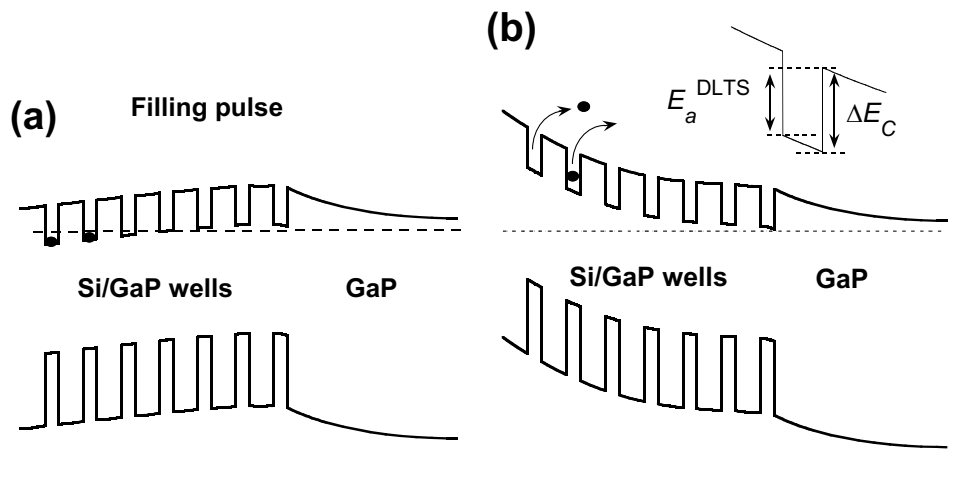 (a)
Filling pulse
Si/GaP wells
GaP
(b)
E_a^DLTS
ΔE_C
Si/GaP wells
GaP